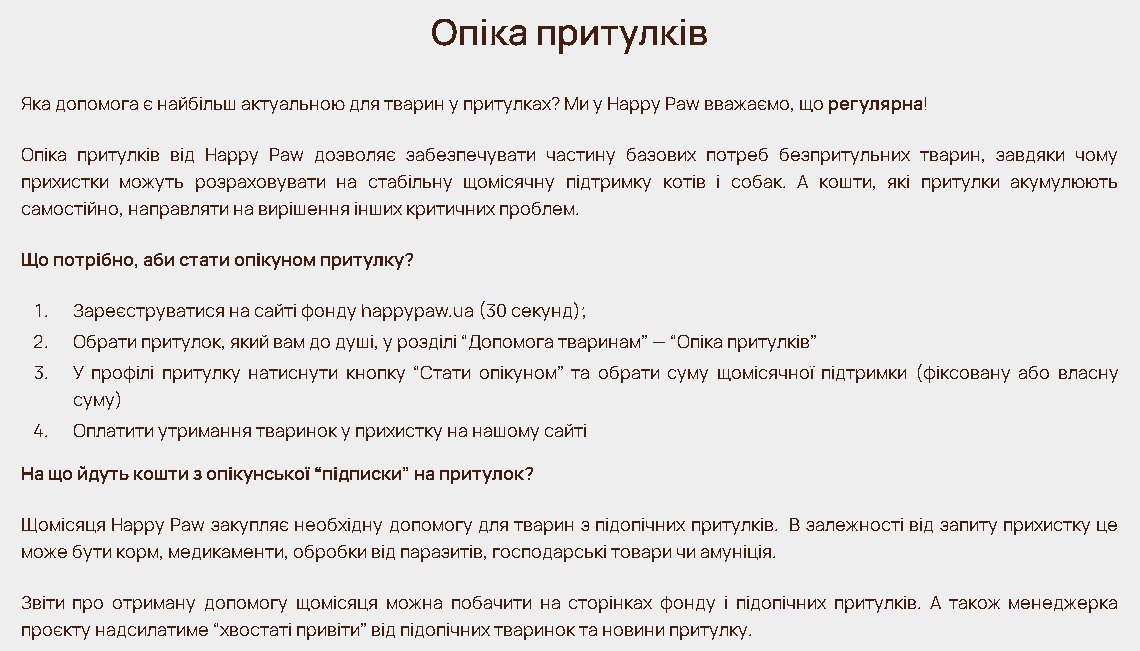 Опіка притулків
Яка допомога є найбільш актуальною для тварин у притулках? Ми у Happy Paw вважаємо, що регулярна!
Опіка притулків від Happy Paw дозволяє забезпечувати частину базових потреб безпритульних тварин, завдяки чому
прихистки можуть розраховувати на стабільну щомісячну підтримку котів і собак. А кошти, які притулки акумулюють
самостійно, направляти на вирішення інших критичних проблем.
Що потрібно, аби стати опікуном притулку?
1. Зареєструватися на сайті фонду happypaw.ua (30 секунд);
2. Обрати притулок, який вам до душі, у розділі “Допомога тваринам” — “Опіка притулків”
3. У профілі притулку натиснути кнопку “Стати опікуном” та обрати суму щомісячної підтримки (фіксовану або власну
суму)
4. Оплатити утримання тваринок у прихистку на нашому сайті
На що йдуть кошти з опікунської “підписки” на притулок?
Щомісяця Happy Paw закупляє необхідну допомогу для тварин з підопічних притулків.  В залежності від запиту прихистку це
може бути корм, медикаменти, обробки від паразитів, господарські товари чи амуніція.
Звіти про отриману допомогу щомісяця можна побачити на сторінках фонду і підопічних притулків. А також менеджерка
проєкту надсилатиме “хвостаті привіти” від підопічних тваринок та новини притулку.